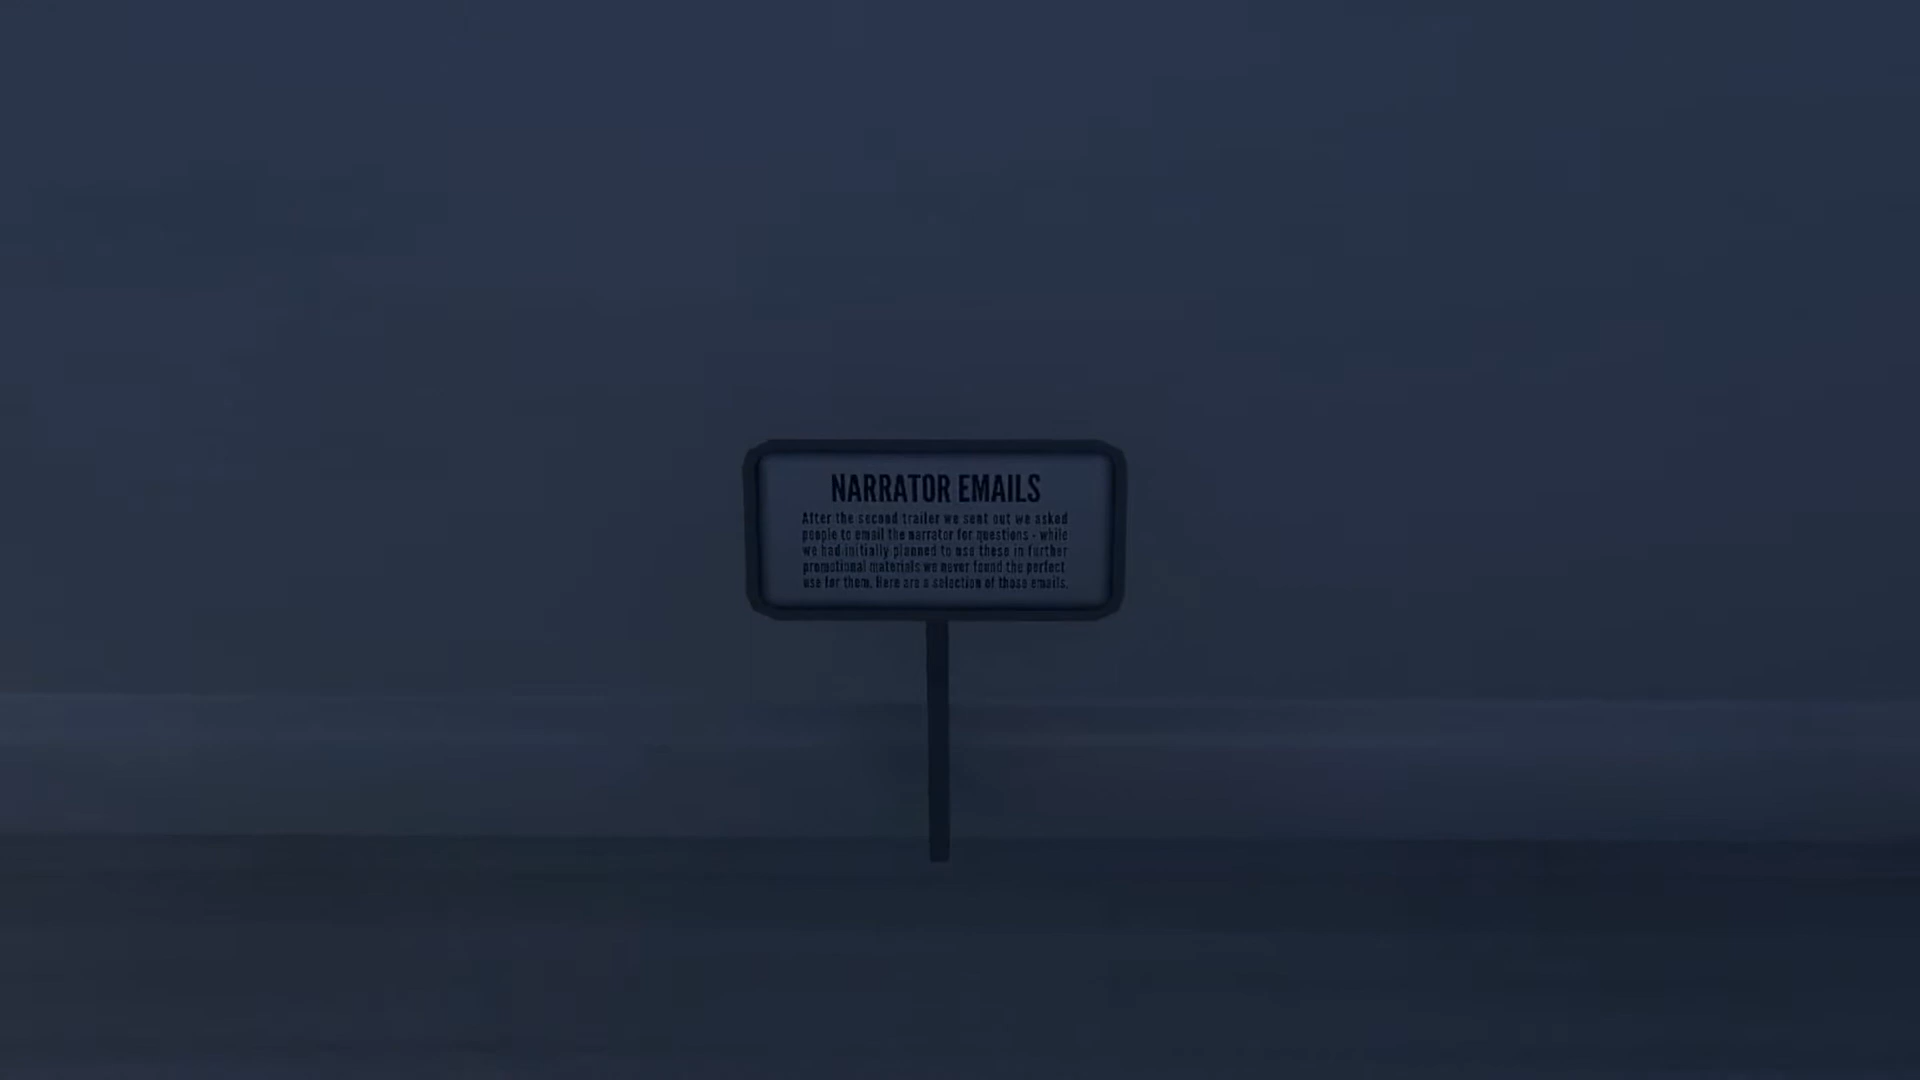 NARRATOR EMAILS
After the second trailer we sent out we asked
people to email the narrator for questions - while
we had initially planned to use these in further
promotional materials we never found the perfect
use for them. Here are a selection of those emails.